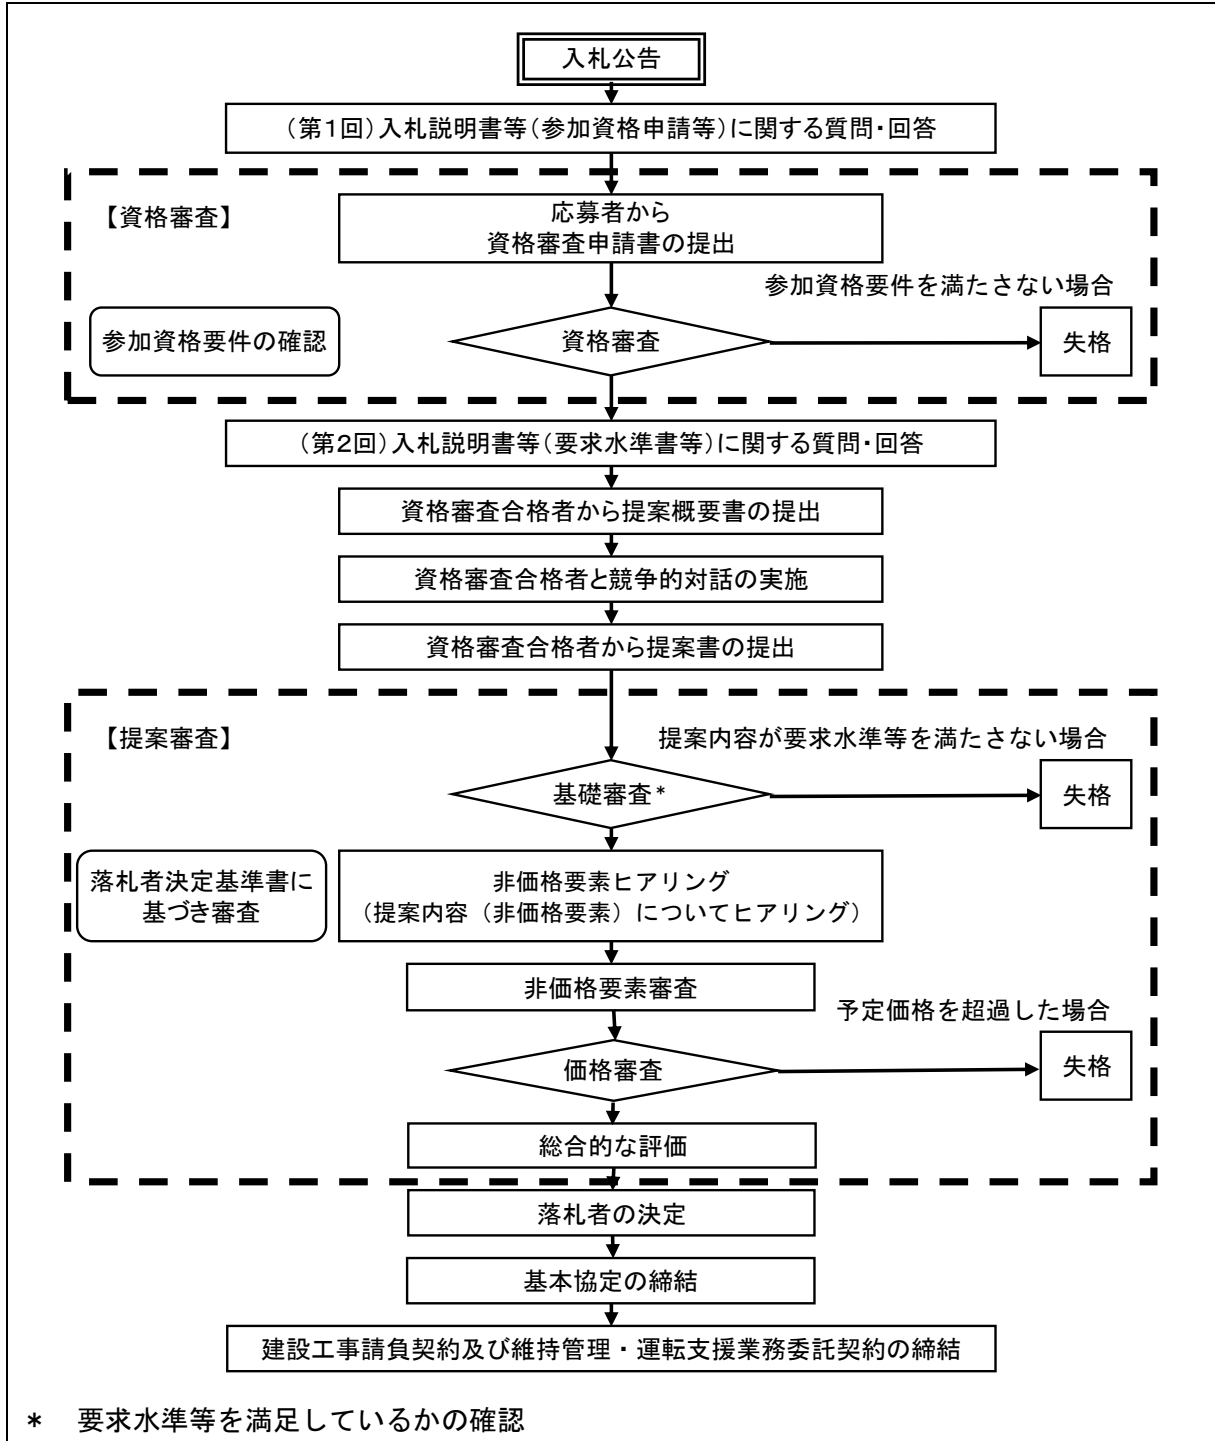 入札公告
（第１回）入札説明書等（参加資格申請等）に関する質問・回答
【資格審査】
応募者から
資格審査申請書の提出
参加資格要件を満たさない場合
参加資格要件の確認
資格審査
失格
（第２回）入札説明書等（要求水準書等）に関する質問・回答
資格審査合格者から提案概要書の提出
資格審査合格者と競争的対話の実施
資格審査合格者から提案書の提出
【提案審査】
提案内容が要求水準等を満たさない場合
基礎審査*
失格
落札者決定基準書に
基づき審査
非価格要素ヒアリング
（提案内容（非価格要素）についてヒアリング）
非価格要素審査
予定価格を超過した場合
価格審査
失格
総合的な評価
落札者の決定
基本協定の締結
建設工事請負契約及び維持管理・運転支援業務委託契約の締結
*　要求水準等を満足しているかの確認